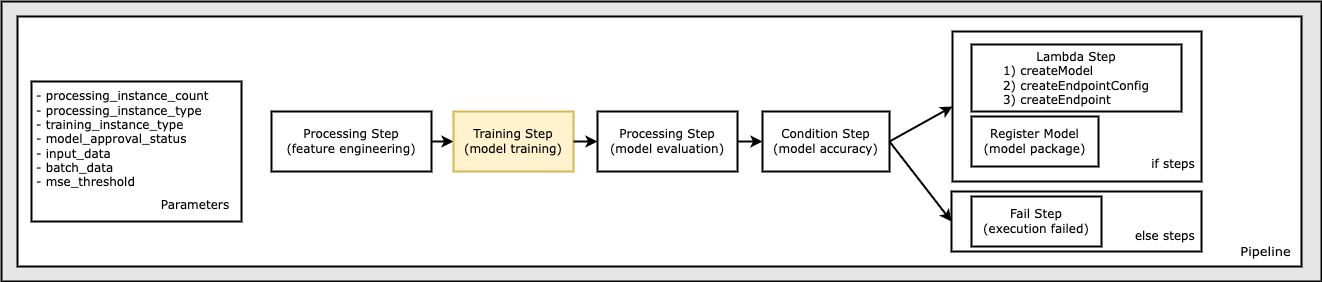 - processing_instance_count
- processing_instance_type
- training_instance_type
- model_approval_status
- input_data
- batch_data
- mse_threshold
Parameters
Processing Step
(feature engineering)
Training Step
(model training)
Processing Step
(model evaluation)
Condition Step
(model accuracy)
Lambda Step
1) createModel
2) createEndpointConfig
3) createEndpoint
Register Model
(model package)
if steps
Fail Step
(execution failed)
else steps
Pipeline